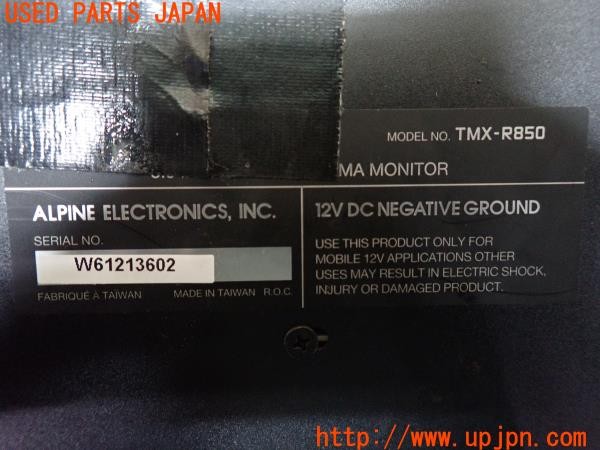 USED PARTS JAPAN
MODEL NO. TMX-R850
MA MONITOR
ALPINE ELECTRONICS, INC.
SERIAL NO.
W61213602
FABRIQUÉ À TAIWAN MADE IN TAIWAN R.O.C.
12V DC NEGATIVE GROUND
USE THIS PRODUCT ONLY FOR
MOBILE 12V APPLICATIONS OTHER
USES MAY RESULT IN ELECTRIC SHOCK,
INJURY OR DAMAGED PRODUCT.
http://www.upjpn.com/